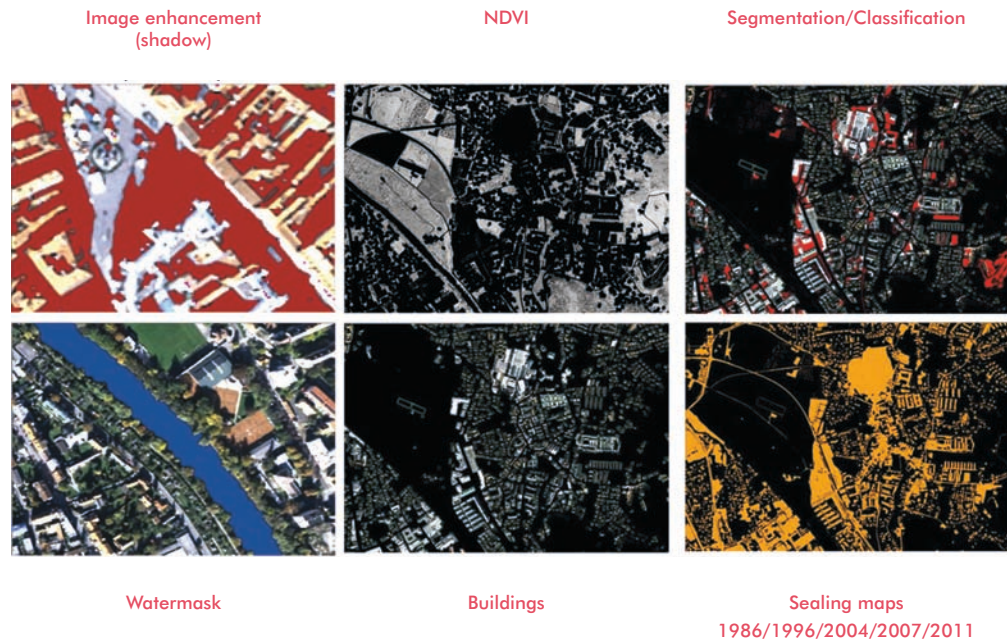 Image enhancement
(shadow)
NDVI
Segmentation/Classification
Watermask
Buildings
Sealing maps
1986/1996/2004/2007/2011